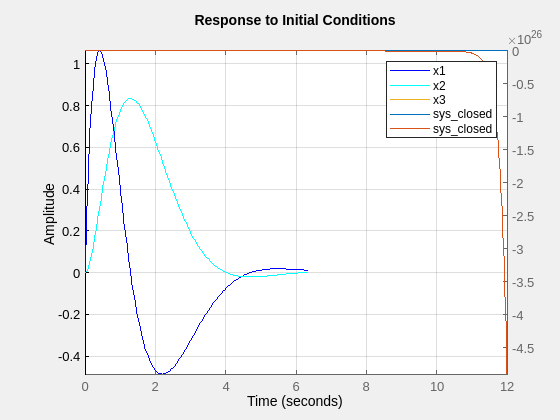 Response to Initial Conditions
×10^26
1
0.8
0.6
0.4
0.2
0
-0.2
-0.4
Amplitude
x1
x2
x3
sys_closed
sys_closed
0
-0.5
-1
-1.5
-2
-2.5
-3
-3.5
-4
-4.5
0 2 4 6 8 10 12
Time (seconds)